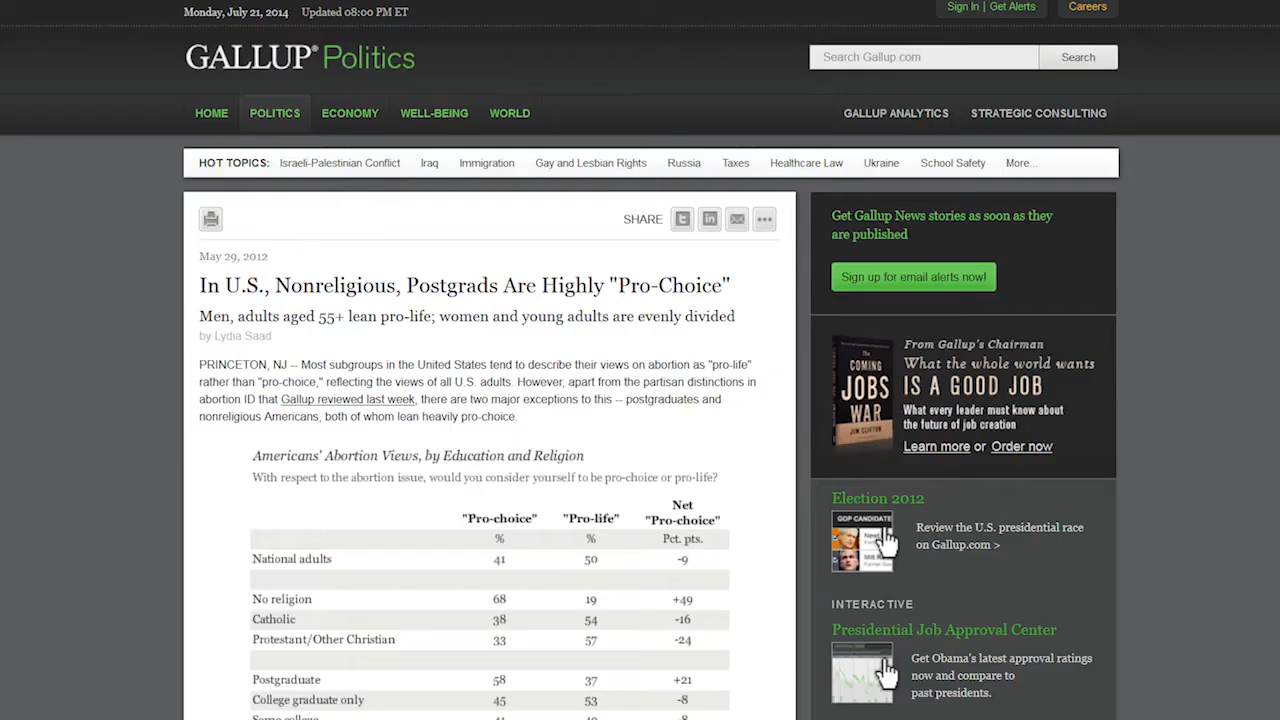 Monday, July 21, 2014 Updated 08:00 PM ET
Sign In | Get Alerts
Careers
GALLUP® Politics
Search Gallup.com
Search
HOME POLITICS ECONOMY WELL-BEING WORLD
GALLUP ANALYTICS STRATEGIC CONSULTING
HOT TOPICS: Israeli-Palestinian Conflict Iraq Immigration Gay and Lesbian Rights Russia Taxes Healthcare Law Ukraine School Safety More...
SHARE
May 29, 2012
In U.S., Nonreligious, Postgrads Are Highly "Pro-Choice"
Men, adults aged 55+ lean pro-life; women and young adults are evenly divided
by Lydia Saad
PRINCETON, NJ -- Most subgroups in the United States tend to describe their views on abortion as "pro-life"
rather than "pro-choice," reflecting the views of all U.S. adults. However, apart from the partisan distinctions in
abortion ID that Gallup reviewed last week, there are two major exceptions to this -- postgraduates and
nonreligious Americans, both of whom lean heavily pro-choice.
Americans' Abortion Views, by Education and Religion
With respect to the abortion issue, would you consider yourself to be pro-choice or pro-life?
"Pro-choice" "Pro-life" Net "Pro-choice"
% % Pct. pts.
National adults 41 50 -9
No religion 68 19 +49
Catholic 38 54 -16
Protestant/Other Christian 33 57 -24
Postgraduate 58 37 +21
College graduate only 45 53 -8
Get Gallup News stories as soon as they
are published
Sign up for email alerts now!
The
COMING
JOBS
WAR
JIM CLIFTON
From Gallup's Chairman
What the whole world wants
IS A GOOD JOB
What every leader must know about
the future of job creation
Learn more or Order now
Election 2012
GOP CANDIDATE
Review the U.S. presidential race
on Gallup.com >
INTERACTIVE
Presidential Job Approval Center
Get Obama's latest approval ratings
now and compare to
past presidents.